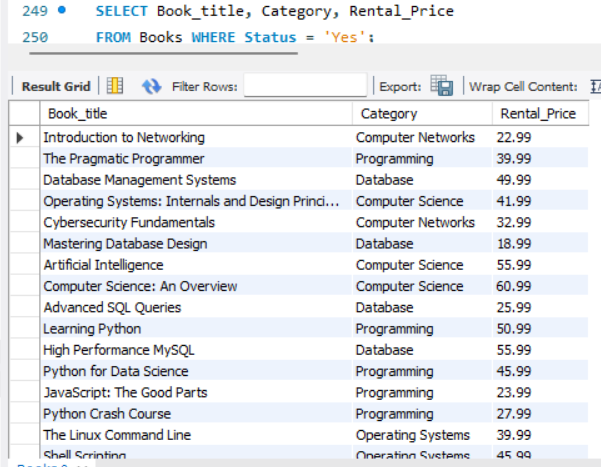 249 SELECT Book_title, Category, Rental_Price
250 FROM Books WHERE Status = 'Yes';
Result Grid Filter Rows: Export: Wrap Cell Content:
Book_title Category Rental_Price
Introduction to Networking Computer Networks 22.99
The Pragmatic Programmer Programming 39.99
Database Management Systems Database 49.99
Operating Systems: Internals and Design Princi... Computer Science 41.99
Cybersecurity Fundamentals Computer Networks 32.99
Mastering Database Design Database 18.99
Artificial Intelligence Computer Science 55.99
Computer Science: An Overview Computer Science 60.99
Advanced SQL Queries Database 25.99
Learning Python Programming 50.99
High Performance MySQL Database 55.99
Python for Data Science Programming 45.99
JavaScript: The Good Parts Programming 23.99
Python Crash Course Programming 27.99
The Linux Command Line Operating Systems 39.99
Shell Scripting Operating Systems 45.99